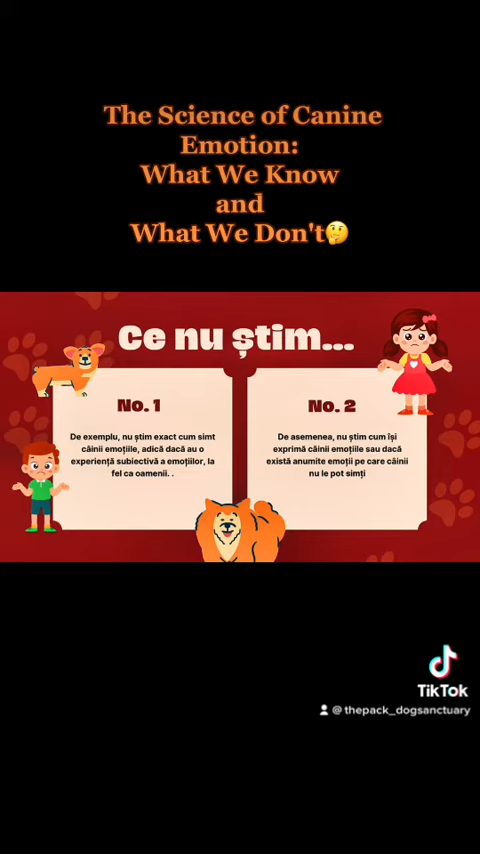 The Science of Canine
Emotion:
What We Know
and
What We Don't🤔
Ce nu știm...
No. 1
De exemplu, nu știm exact cum simt
câinii emoțiile, adică dacă au o
experiență subiectivă a emoțiilor, la
fel ca oamenii. .
No. 2
De asemenea, nu știm cum își
exprimă câinii emoțiile sau dacă
există anumite emoții pe care câinii
nu le pot simți
TikTok
@ thepack_dogsanctuary